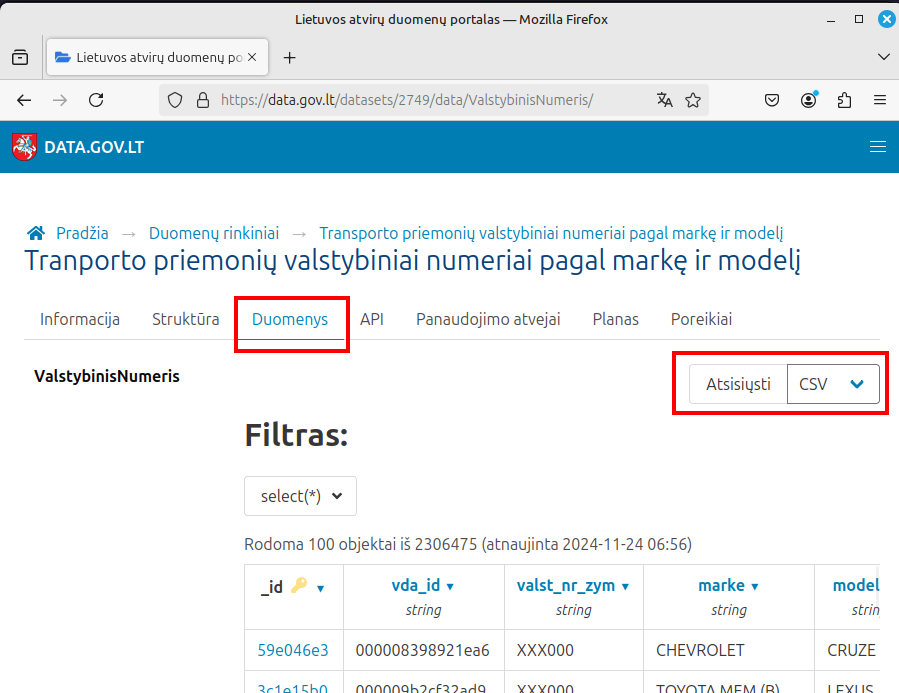 Lietuvos atvirų duomenų portalas — Mozilla Firefox
Lietuvos atvirų duomenų po
https://data.gov.lt/datasets/2749/data/ValstybinisNumeris/
DATA.GOV.LT
Pradžia → Duomenų rinkiniai → Transporto priemonių valstybiniai numeriai pagal markę ir modelį
Tranporto priemonių valstybiniai numeriai pagal markę ir modelį
Informacija Struktūra Duomenys API Panaudojimo atvejai Planas Poreikiai
ValstybinisNumeris
Atsisiųsti CSV
Filtras:
select(*)
Rodoma 100 objektai iš 2306475 (atnaujinta 2024-11-24 06:56)
_id vda_id valst_nr_zym marke model
string string string strin
59e046e3 000008398921ea6 XXX000 CHEVROLET CRUZE
3c1e15b0 000009b2cf32ad9 XXX000 TOYOTA MEM (B) LEXUS